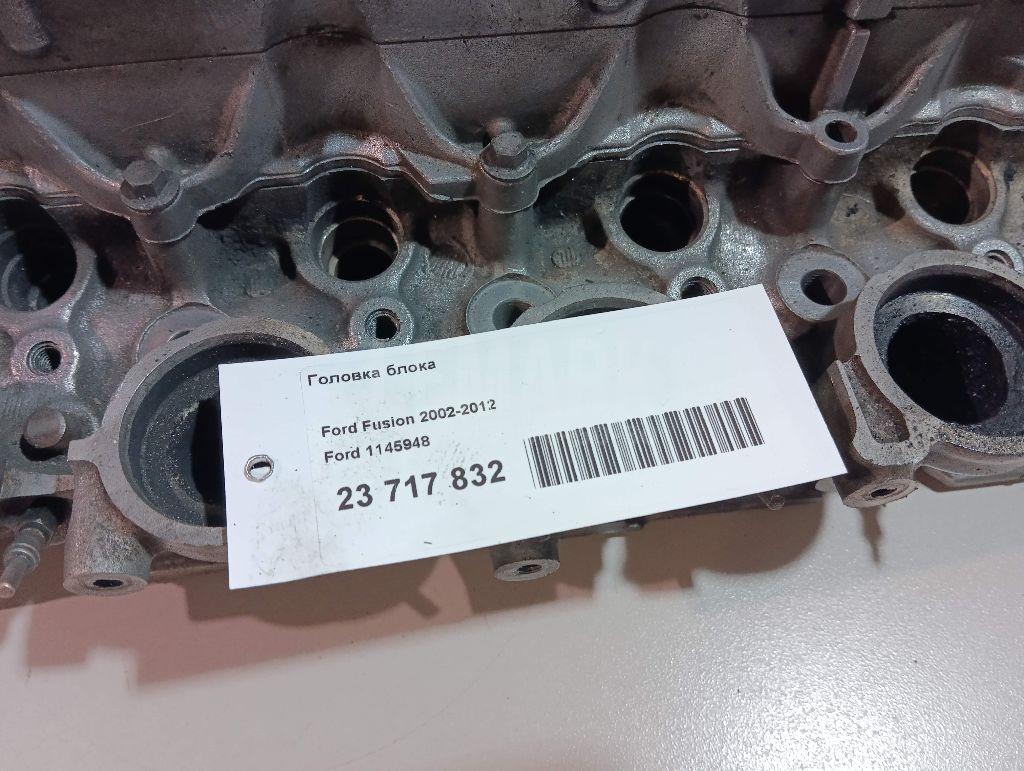 Головка блока
Ford Fusion 2002-2012
Ford 1145948
23 717 832